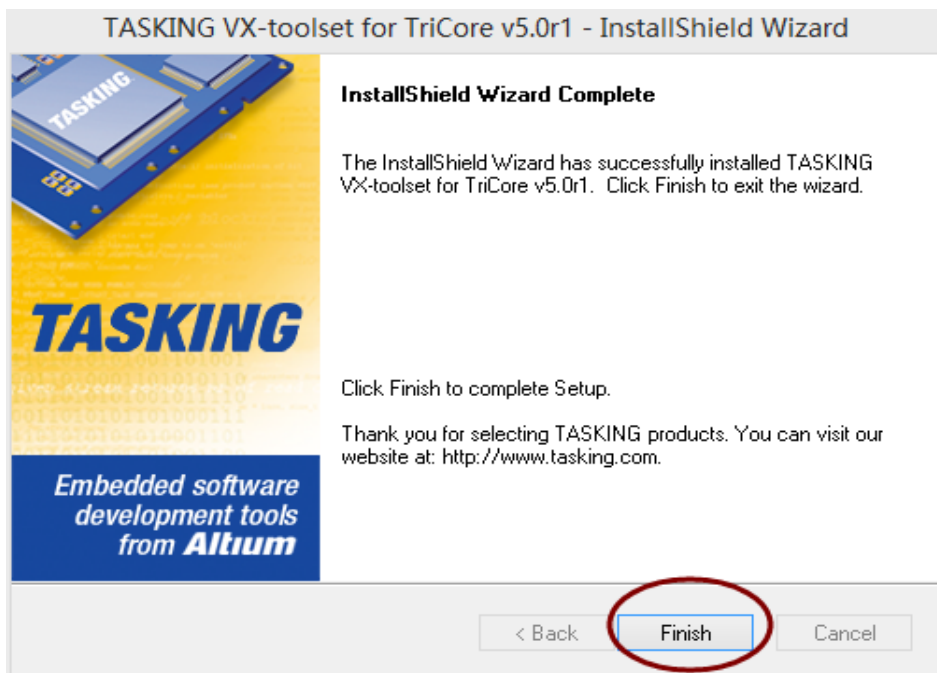 TASKING VX-toolset for TriCore v5.0r1 - InstallShield Wizard
TASKING
InstallShield Wizard Complete
The InstallShield Wizard has successfully installed TASKING
VX-toolset for TriCore v5.0r1. Click Finish to exit the wizard.
TASKING
Click Finish to complete Setup.
Thank you for selecting TASKING products. You can visit our
website at: http://www.tasking.com.
Embedded software
development tools
from Altium
< Back
Finish
Cancel